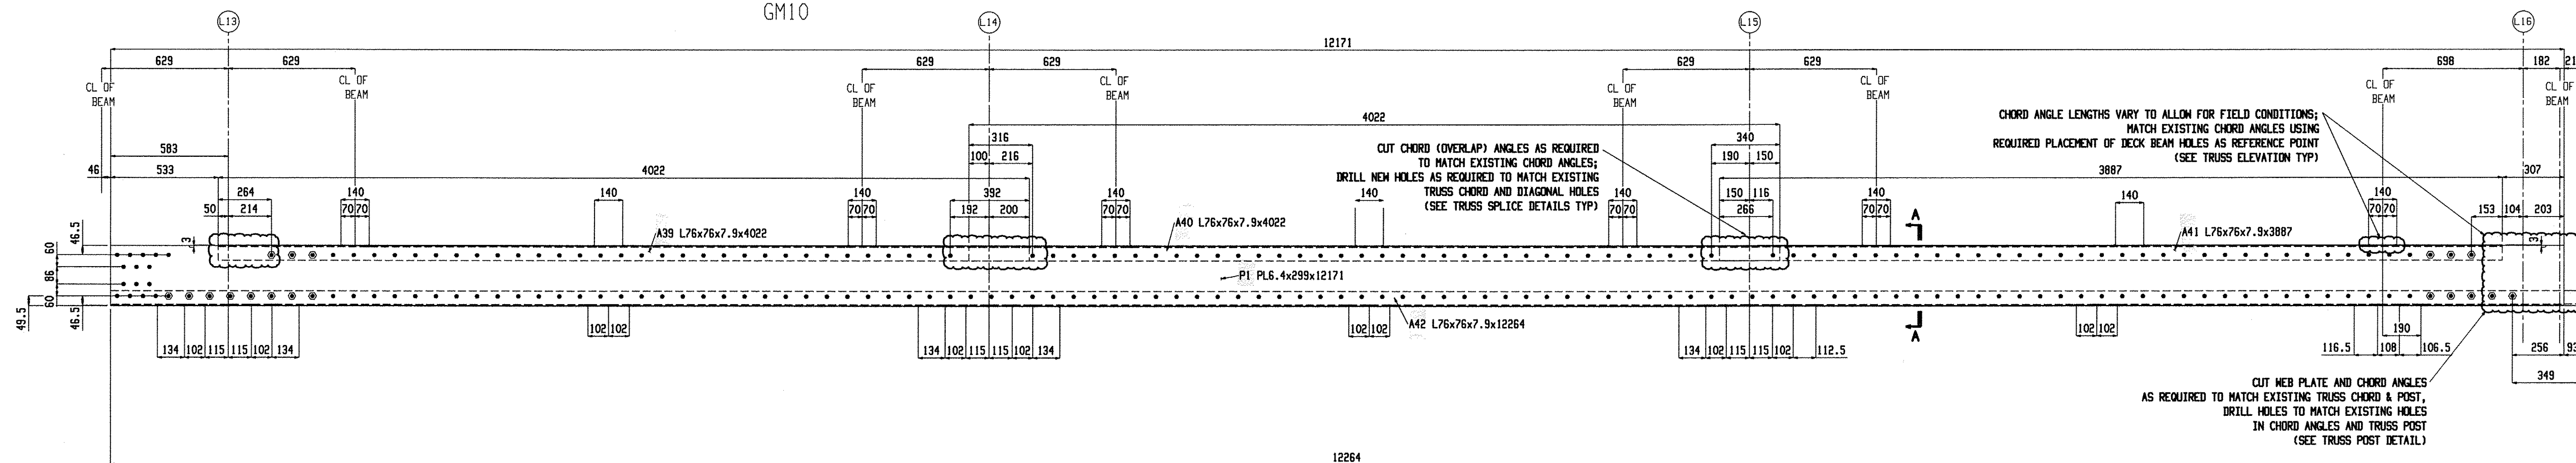 GM10
L13
L14
L15
L16
12171
629
629
629
629
629
629
698
182
21
CL OF
BEAM
CL OF
BEAM
CL OF
BEAM
CL OF
BEAM
CL OF
BEAM
CL OF
BEAM
CL OF
BEAM
CL OF
BEAM
4022
316
100
216
340
190
150
CUT CHORD (OVERLAP) ANGLES AS REQUIRED
TO MATCH EXISTING CHORD ANGLES;
DRILL NEW HOLES AS REQUIRED TO MATCH EXISTING
TRUSS CHORD AND DIAGONAL HOLES
(SEE TRUSS SPLICE DETAILS TYP)
CHORD ANGLE LENGTHS VARY TO ALLOW FOR FIELD CONDITIONS;
MATCH EXISTING CHORD ANGLES USING
REQUIRED PLACEMENT OF DECK BEAM HOLES AS REFERENCE POINT
(SEE TRUSS ELEVATION TYP)
583
46
533
4022
3887
307
264
50
214
140
70 70
140
140
70 70
392
192
200
140
70 70
140
140
70 70
150 116
266
140
70 70
140
140
70 70
153
104
203
A
A39 L76x76x7.9x4022
A40 L76x76x7.9x4022
A41 L76x76x7.9x3887
3
3
46.5
60
86
60
49.5
46.5
P1 PL6.4x299x12171
A42 L76x76x7.9x12264
A
134 102 115 115 102 134
102 102
134 102 115 115 102 134
102 102
134 102 115 115 102 112.5
102 102
190
116.5 108 106.5
256
93
349
CUT WEB PLATE AND CHORD ANGLES
AS REQUIRED TO MATCH EXISTING TRUSS CHORD & POST,
DRILL HOLES TO MATCH EXISTING HOLES
IN CHORD ANGLES AND TRUSS POST
(SEE TRUSS POST DETAIL)
12264